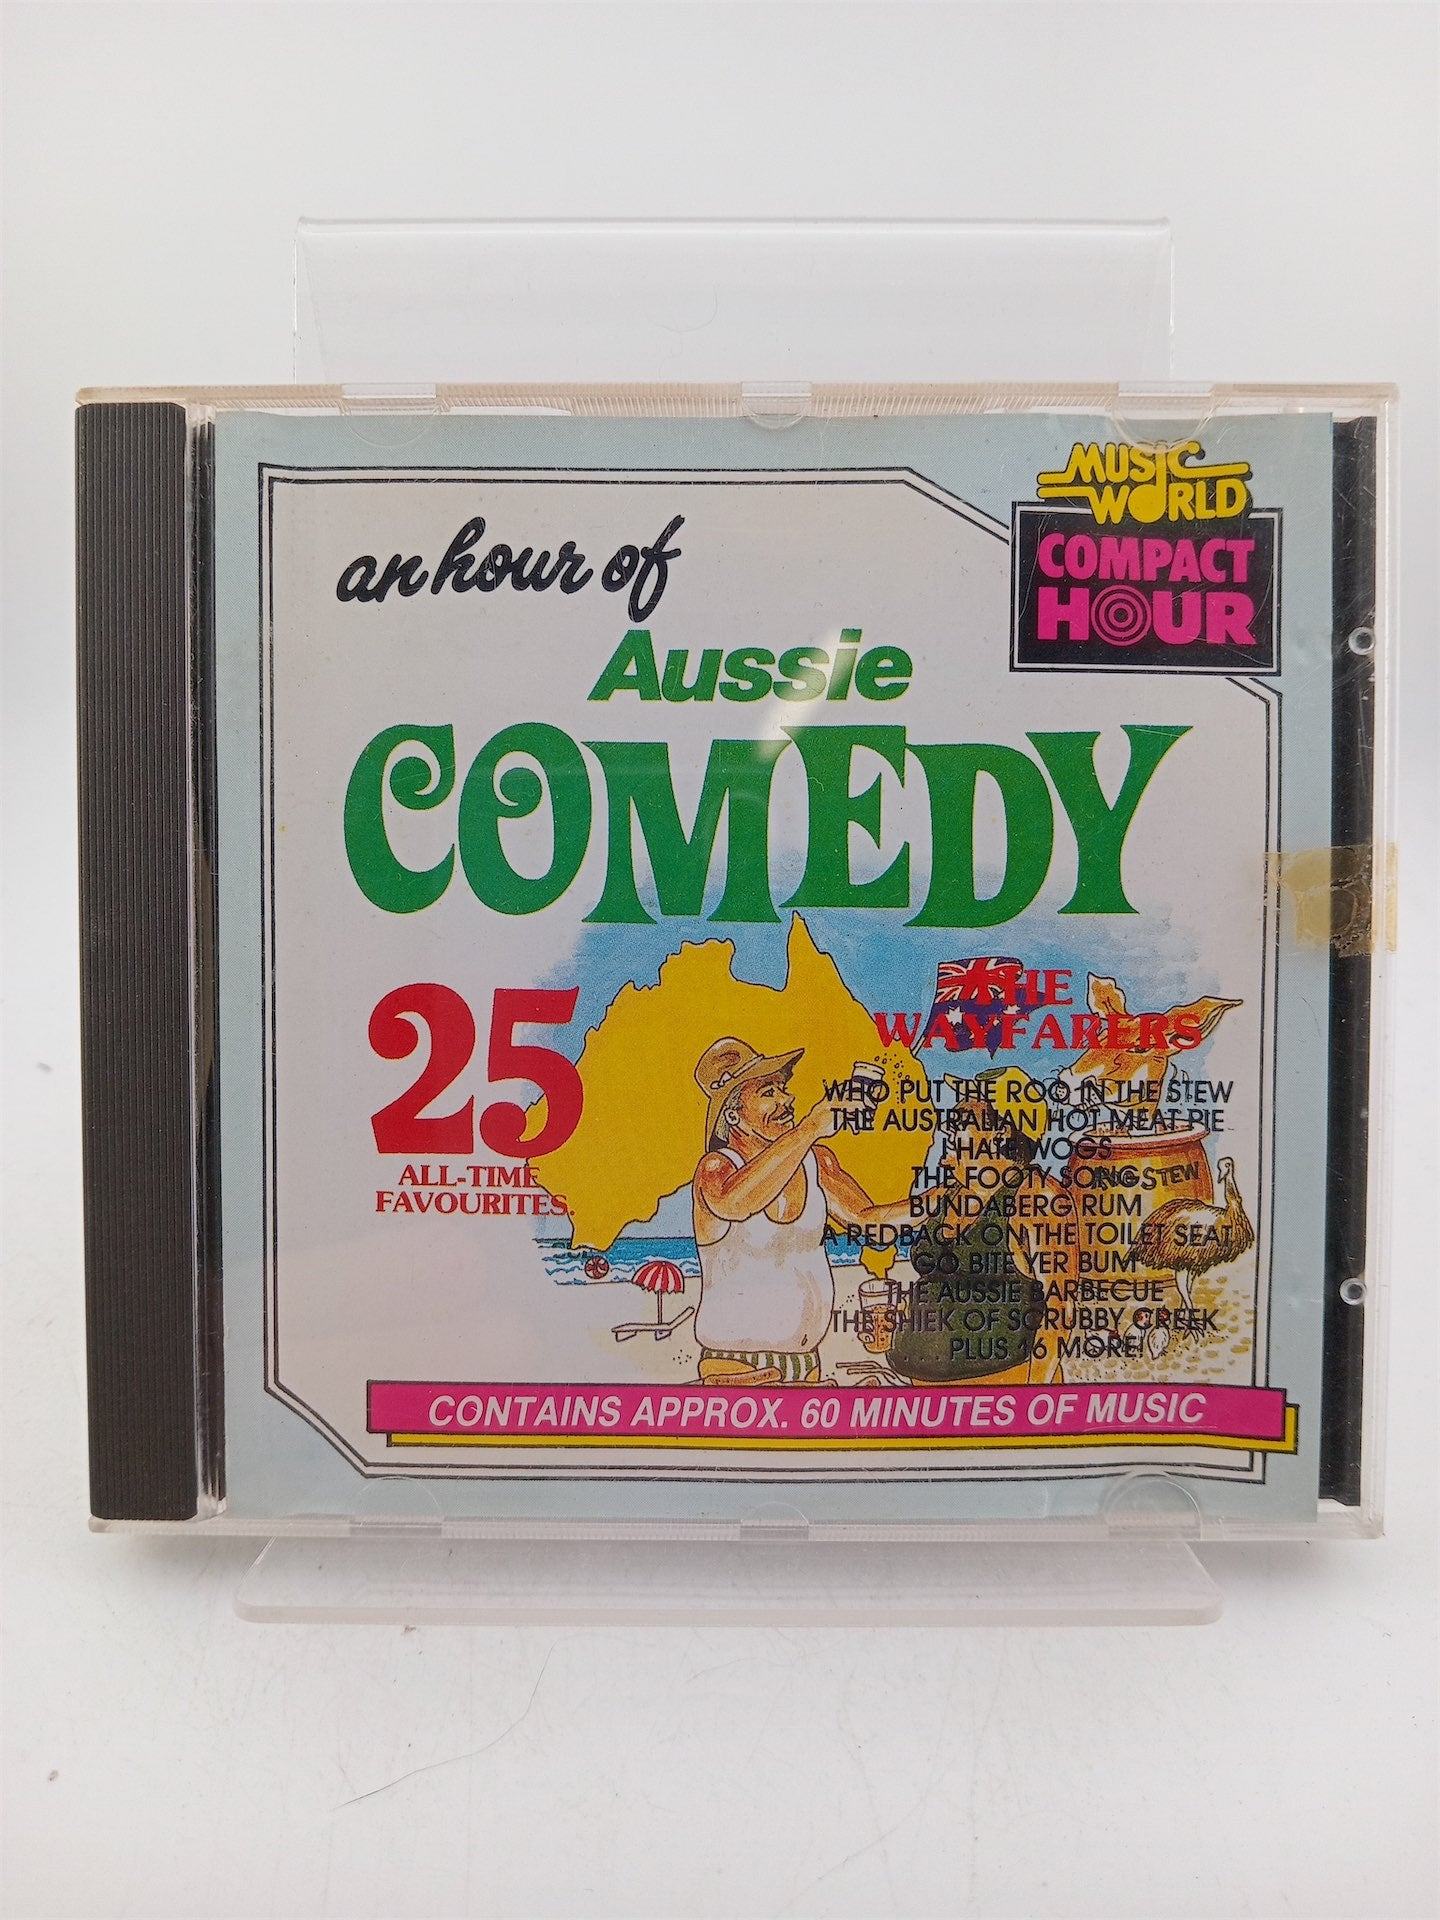 MUSIC
WORLD
COMPACT
HOUR
an hour of
Aussie
COMEDY
25
ALL-TIME
FAVOURITES.
THE
WAYFARERS
WHO PUT THE ROO IN THE STEW
THE AUSTRALIAN HOT MEAT PIE
I HATE WOGS
THE FOOTY SONG
BUNDABERG RUM
A REDBACK ON THE TOILET SEAT
GO BITE YER BUM
THE AUSSIE BARBECUE
THE SHIEK OF SCRUBBY CREEK
PLUS 16 MORE!
STEW
CONTAINS APPROX. 60 MINUTES OF MUSIC